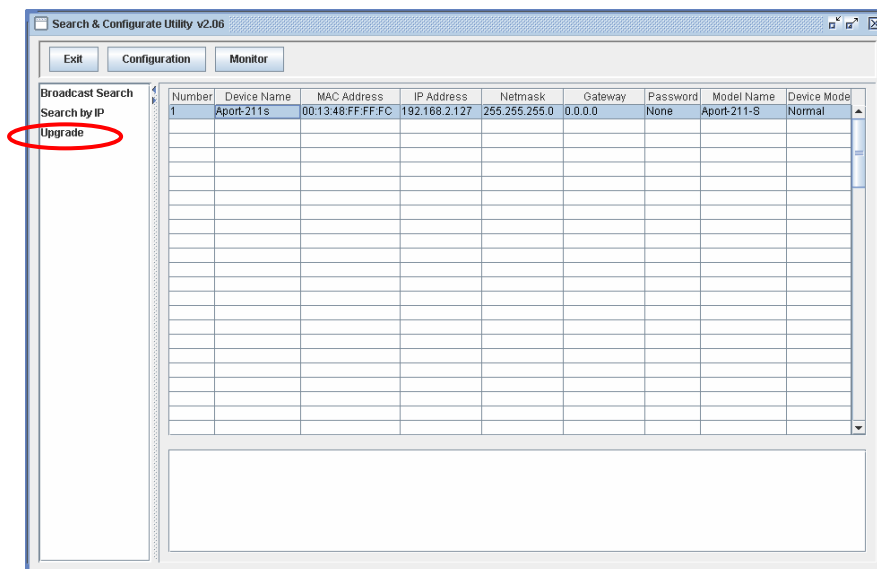 Search & Configurate Utility v2.06
Exit Configuration Monitor
Broadcast Search
Search by IP
Upgrade
Number Device Name MAC Address IP Address Netmask Gateway Password Model Name Device Mode
1 Aport-211s 00:13:48:FF:FF:FC 192.168.2.127 255.255.255.0 0.0.0.0 None Aport-211-S Normal